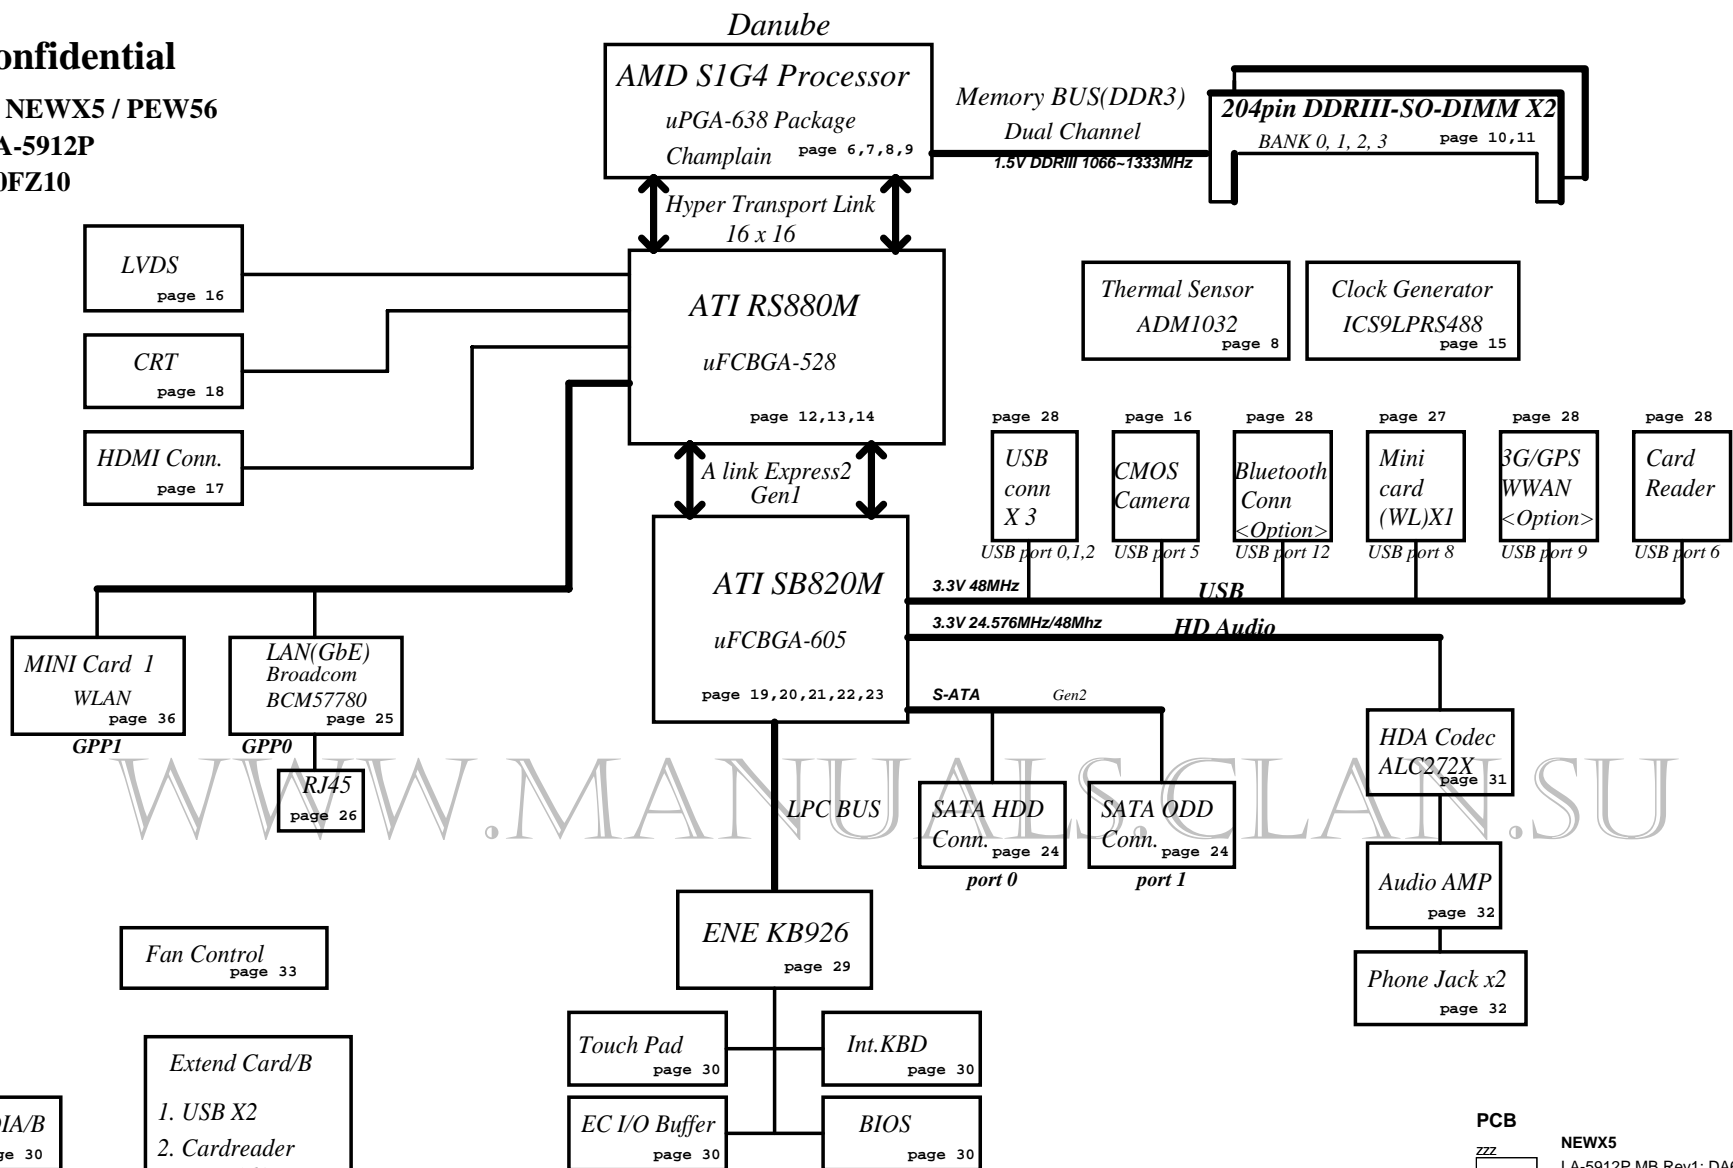 Danube
onfidential
NEWX5 / PEW56
A-5912P
0FZ10
AMD S1G4 Processor
uPGA-638 Package
Champlain page 6,7,8,9
Memory BUS(DDR3)
Dual Channel
1.5V DDRIII 1066~1333MHz
204pin DDRIII-SO-DIMM X2
BANK 0, 1, 2, 3 page 10,11
Hyper Transport Link
16 x 16
LVDS
page 16
CRT
page 18
HDMI Conn.
page 17
ATI RS880M
uFCBGA-528
page 12,13,14
Thermal Sensor
ADM1032
page 8
Clock Generator
ICS9LPRS488
page 15
A link Express2
Gen1
page 28
USB
conn
X 3
USB port 0,1,2
page 16
CMOS
Camera
USB port 5
page 28
Bluetooth
Conn
<Option>
USB port 12
page 27
Mini
card
(WL)X1
USB port 8
page 28
3G/GPS
WWAN
<Option>
USB port 9
page 28
Card
Reader
USB port 6
ATI SB820M
uFCBGA-605
page 19,20,21,22,23
3.3V 48MHz
USB
3.3V 24.576MHz/48Mhz
HD Audio
S-ATA
Gen2
MINI Card 1
WLAN
page 36
GPP1
LAN(GbE)
Broadcom
BCM57780
page 25
GPP0
RJ45
page 26
LPC BUS
SATA HDD
Conn.
page 24
port 0
SATA ODD
Conn.
page 24
port 1
HDA Codec
ALC272X
page 31
WWW.MANUALS.CLAN.SU
Audio AMP
page 32
Phone Jack x2
page 32
ENE KB926
page 29
Fan Control
page 33
Touch Pad
page 30
Int.KBD
page 30
EC I/O Buffer
page 30
BIOS
page 30
Extend Card/B
1. USB X2
2. Cardreader
DIA/B
ge 30
PCB
ZZZ
NEWX5